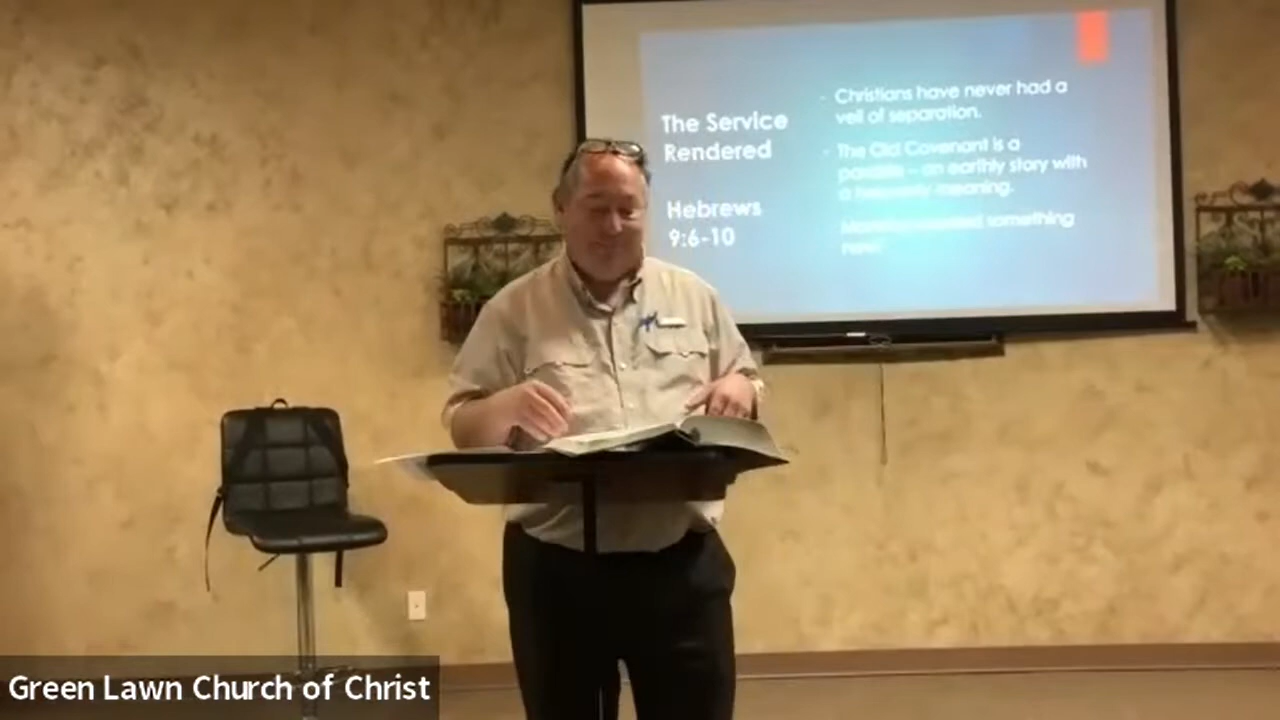 The Service
Rendered
Hebrews
9:6-10
- Christians have never had a
veil of separation.
- The Old Covenant is a
parable – an earthly story with
a heavenly meaning.
something
Green Lawn Church of Christ